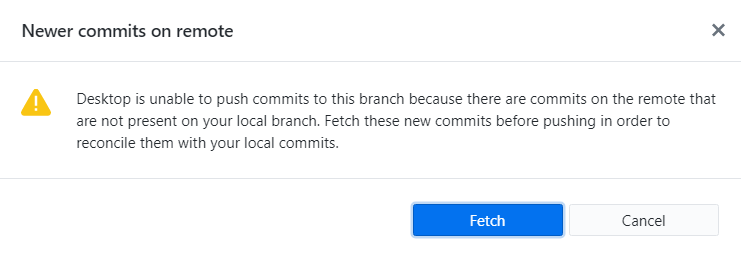 Newer commits on remote
Desktop is unable to push commits to this branch because there are commits on the remote that
are not present on your local branch. Fetch these new commits before pushing in order to
reconcile them with your local commits.
Fetch
Cancel